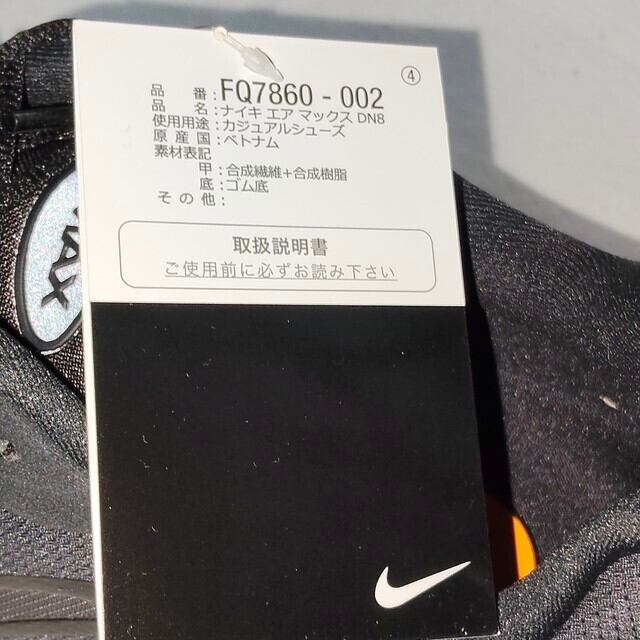 ④
品 番 : FQ7860 - 002
品 名 : ナイキ エア マックス DN8
使用用途 : カジュアルシューズ
原 産 国 : ベトナム
素材表記
甲 : 合成繊維+合成樹脂
底 : ゴム底
そ の 他 :
取扱説明書
ご使用前に必ずお読み下さい